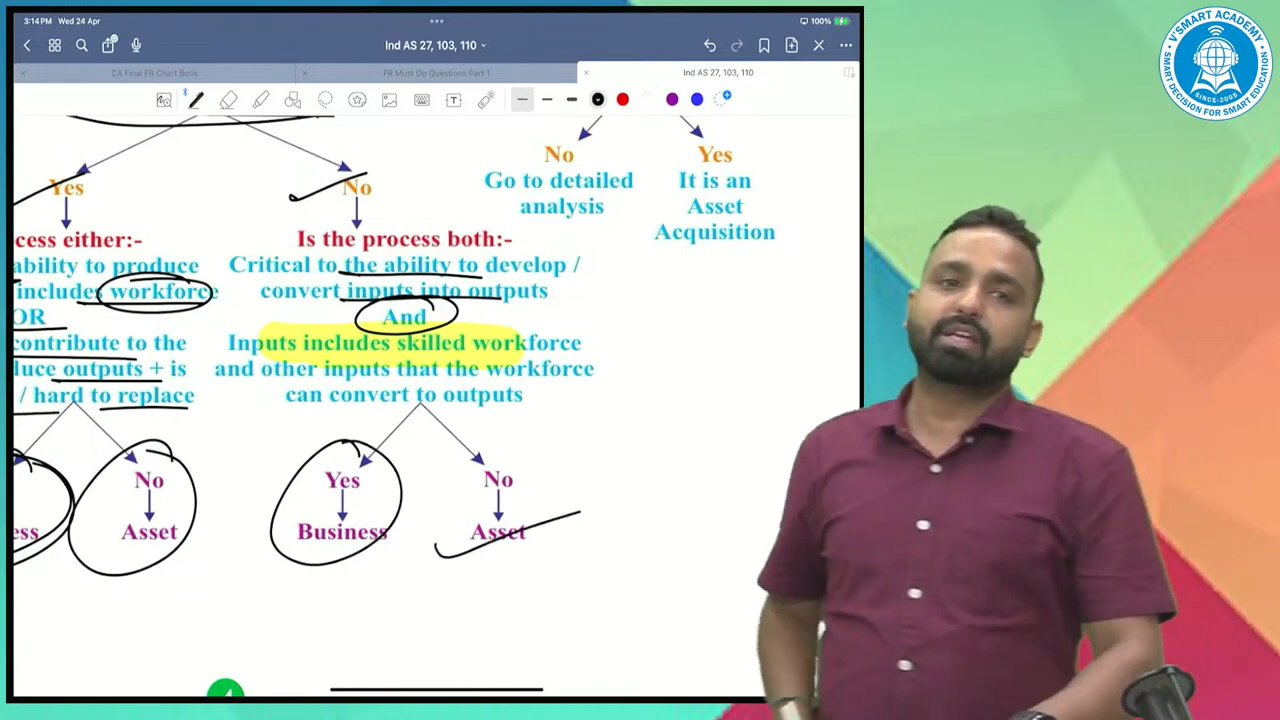 3:14 PM Wed 24 Apr
100%
Ind AS 27, 103, 110
CA Final FR Chart Book
FR Must Do Questions Part 1
Ind AS 27, 103, 110
No
Go to detailed
analysis
Yes
It is an
Asset
Acquisition
Yes
cess either:-
ability to produce
includes workforce
OR
contribute to the
luce outputs + is
/ hard to replace
ess
No
Asset
No
Is the process both:-
Critical to the ability to develop /
convert inputs into outputs
And
Inputs includes skilled workforce
and other inputs that the workforce
can convert to outputs
Yes
Business
No
Asset
V'SMART ACADEMY
SMART DECISION FOR SMART EDUCATION
SINCE-2005